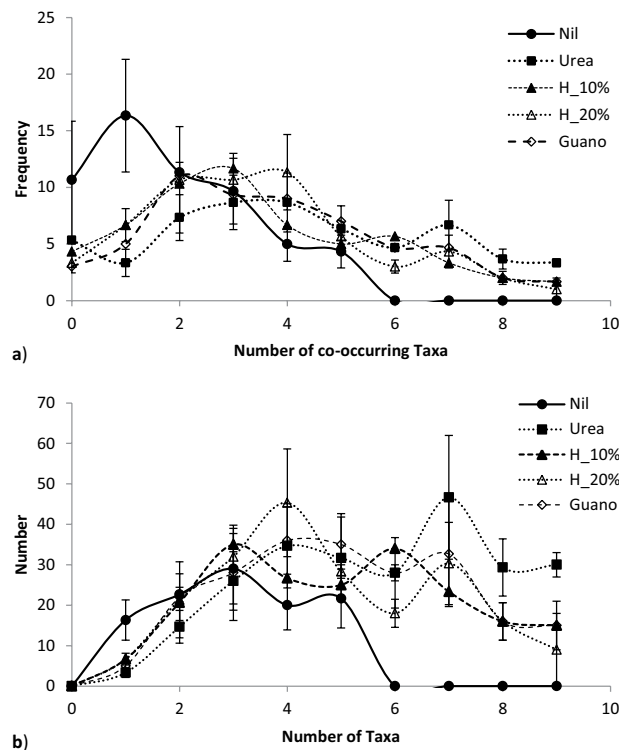 25
20
15
10
5
0
Frequency
Nil
Urea
H_10%
H_20%
Guano
0 2 4 6 8 10
Number of co-occurring Taxa
a)
70
60
50
40
30
20
10
0
Number
Nil
Urea
H_10%
H_20%
Guano
0 2 4 6 8 10
Number of Taxa
b)